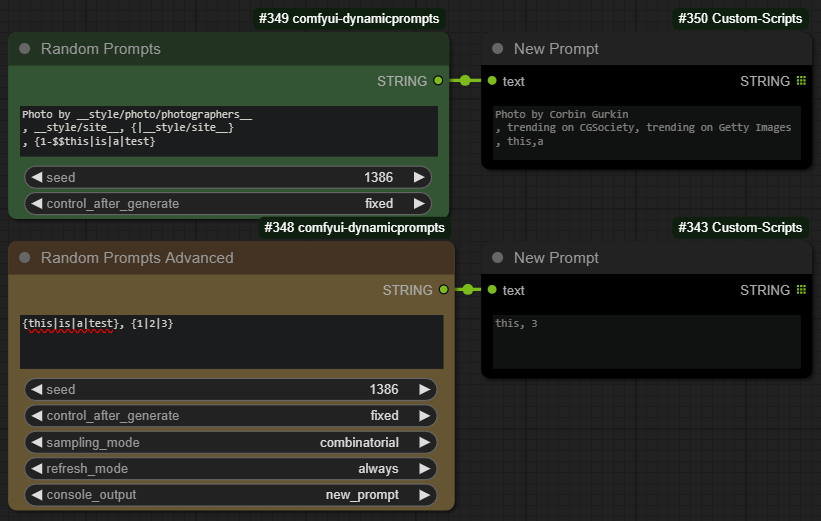 #349 comfyui-dynamicprompts
#350 Custom-Scripts
Random Prompts
New Prompt
STRING
text
STRING
Photo by __style/photo/photographers__
, __style/site__, {|__style/site__}
, {1-$$this|is|a|test}
Photo by Corbin Gurkin
, trending on CGSociety, trending on Getty Images
, this,a
seed
1386
control_after_generate
fixed
#348 comfyui-dynamicprompts
#343 Custom-Scripts
Random Prompts Advanced
New Prompt
STRING
text
STRING
{this|is|a|test}, {1|2|3}
this, 3
seed
1386
control_after_generate
fixed
sampling_mode
combinatorial
refresh_mode
always
console_output
new_prompt